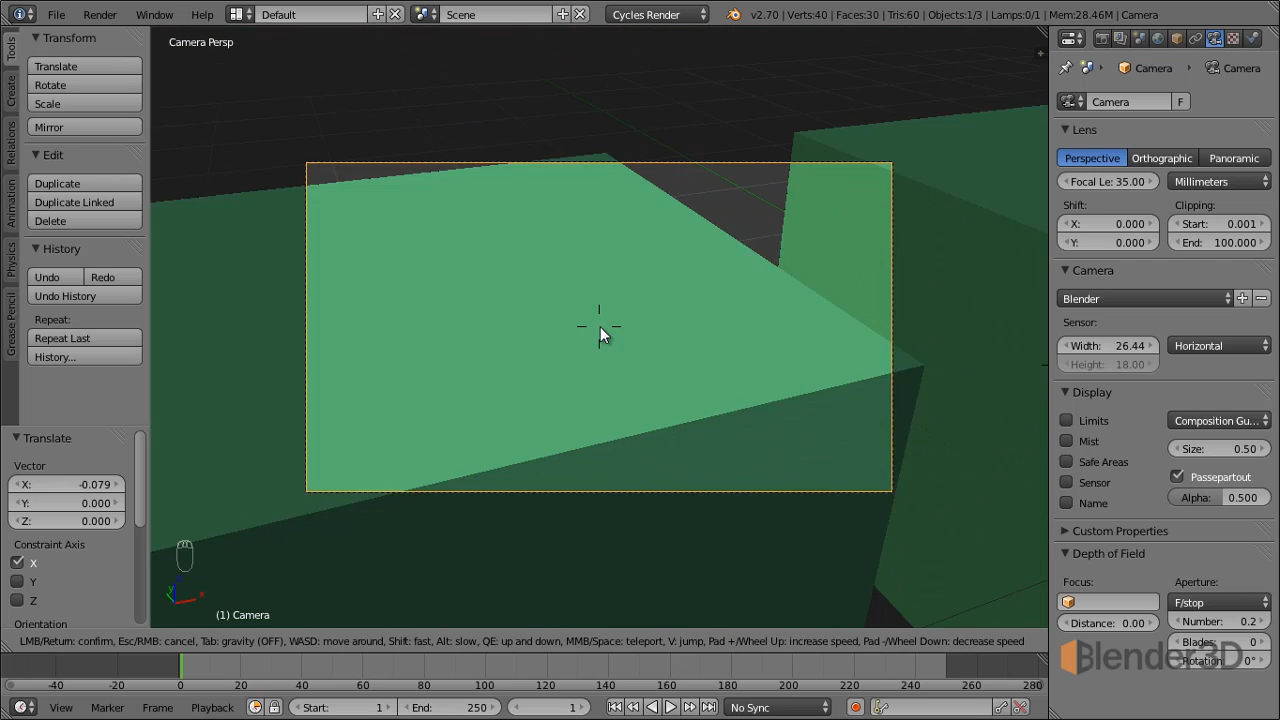 File Render Window Help Default Scene Cycles Render v2.70 | Verts:40 | Faces:30 | Tris:60 | Objects:1/3 | Lamps:0/1 | Mem:28.46M | Camera
Tools
Create
Relations
Animation
Physics
Grease Pencil
Transform
Translate
Rotate
Scale
Mirror
Edit
Duplicate
Duplicate Linked
Delete
History
Undo Redo
Undo History
Repeat:
Repeat Last
History...
Translate
Vector
X: -0.079
Y: 0.000
Z: 0.000
Constraint Axis
X
Y
Z
Orientation
Camera Persp
y x
(1) Camera
LMB/Return: confirm, Esc/RMB: cancel, Tab: gravity (OFF), WASD: move around, Shift: fast, Alt: slow, QE: up and down, MMB/Space: teleport, V: jump, Pad +/Wheel Up: increase speed, Pad -/Wheel Down: decrease speed
Camera Camera
Camera F
Lens
Perspective Orthographic Panoramic
Focal Le: 35.00 Millimeters
Shift: Clipping:
X: 0.000 Start: 0.001
Y: 0.000 End: 100.000
Camera
Blender
Sensor:
Width: 26.44 Horizontal
Height: 18.00
Display
Limits Composition Gu...
Mist Size: 0.50
Safe Areas
Sensor Passepartout
Name Alpha: 0.500
Custom Properties
Depth of Field
Focus: Aperture:
F/stop
Distance: 0.00 Number: 0.2
Blades: 0
Rotation 0°
Blender3D
-40 -20 0 20 40 60 80 100 120 140 160 180 200 220 240 260 280
View Marker Frame Playback Start: 1 End: 250 1 No Sync